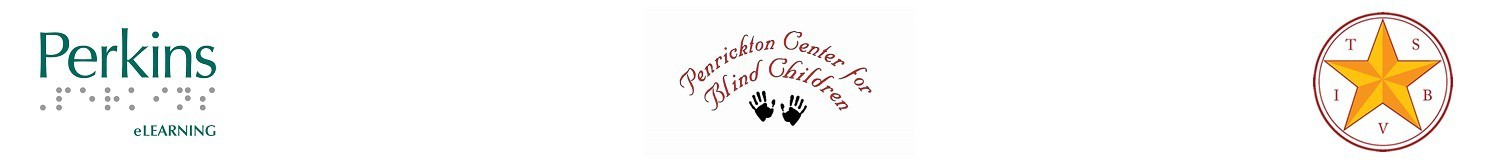 Perkins
⠠⠏⠑⠗⠅⠊⠝⠎
eLEARNING
Penrickton Center for
Blind Children
T S
I B
V